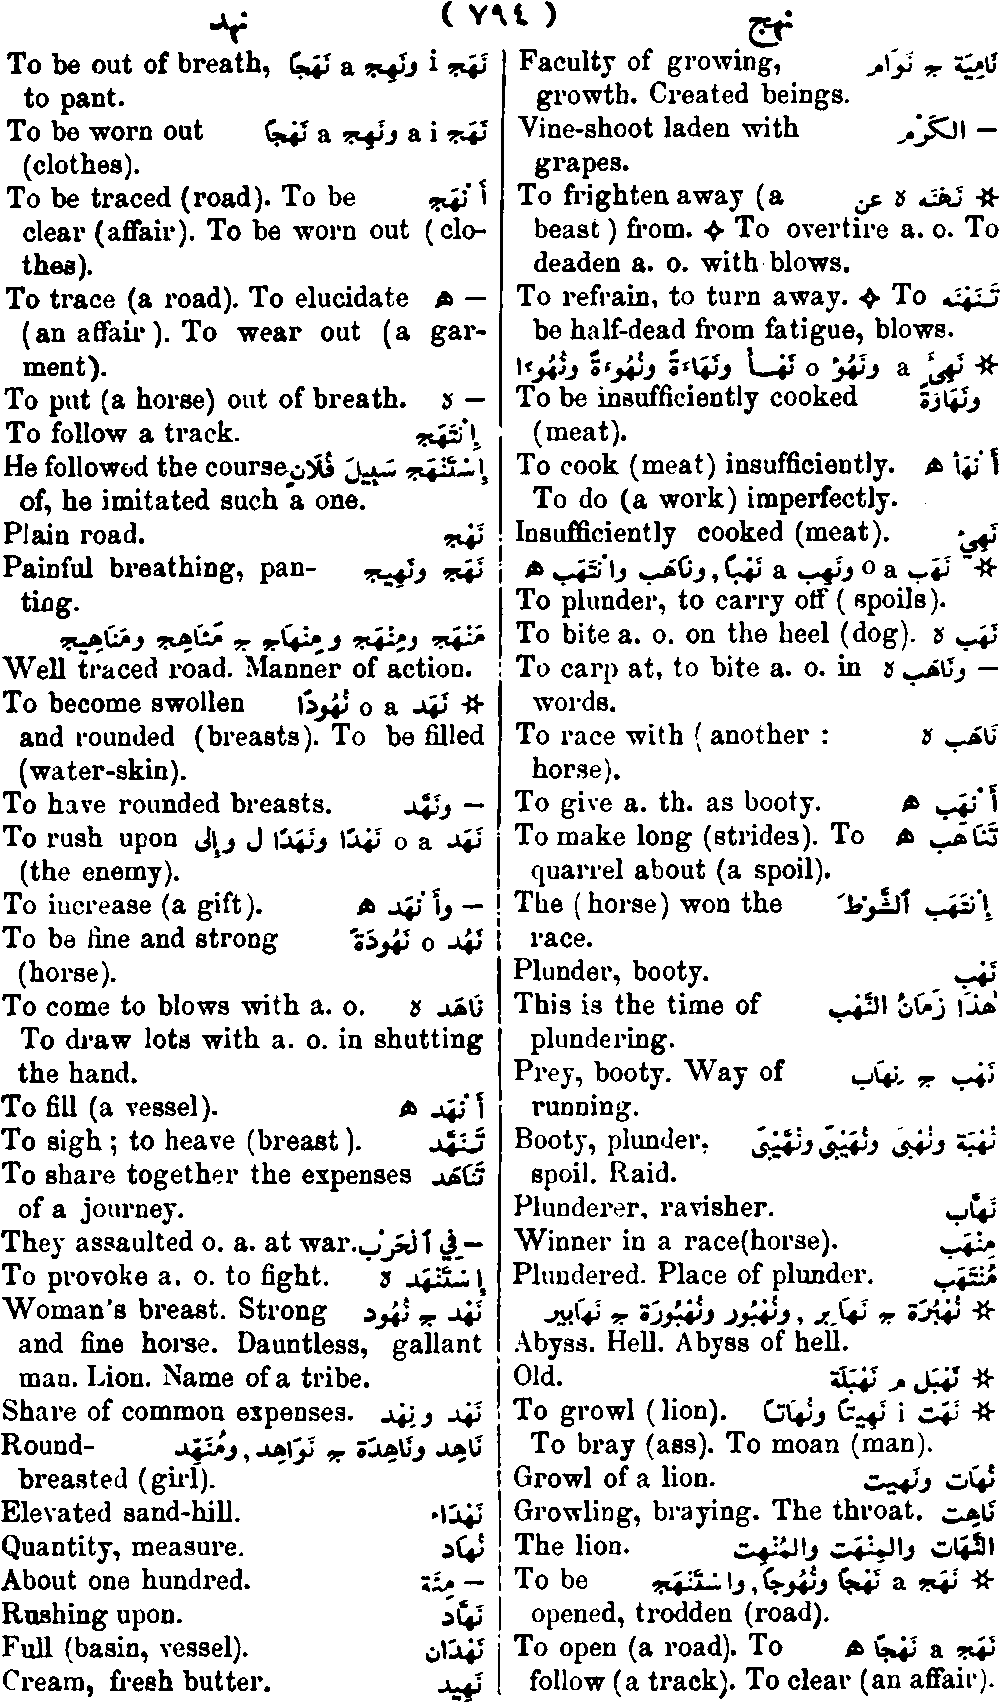 نهج ( ٧٩٤ ) نهد
Faculty of growing, نَامِيَة ج نَوَامٍ
growth. Created beings.
Vine-shoot laden with — الكَرْم
grapes.
To frighten away (a ✲ نَهْنَه ه عن
beast) from. ✧ To overtire a. o. To
deaden a. o. with blows.
To refrain, to turn away. ✧ To تَنَهْنَه
be half-dead from fatigue, blows.
✲ نَهِئَ a ونَهُؤَ o نَهْـأً ونَهَاءَةً ونُهُوءَةً ونُهُوءًا
To be insufficiently cooked ونَهَاوَةً
(meat).
To cook (meat) insufficiently. أَنْهَأَ ه
To do (a work) imperfectly.
Insufficiently cooked (meat). نَهِيْء
✲ نَهَب a o ونَهِب a نَهْبًا, ونَاهَب وانْتَهَب ه
To plunder, to carry off (spoils).
To bite a. o. on the heel (dog). نَهَب ه
To carp at, to bite a. o. in — ونَاهَب ه
words.
To race with (another : نَاهَب ه
horse).
To give a. th. as booty. أَنْهَب ه
To make long (strides). To تَنَاهَب ه
quarrel about (a spoil).
The (horse) won the إِنْتَهَب ٱلشَّوْطَ
race.
Plunder, booty. نَهْب
This is the time of هٰذَا زَمَانُ النَّهْب
plundering.
Prey, booty. Way of نَهْب ج نِهَاب
running.
Booty, plunder, نُهْبَة ونُهْبَى ونُهَيْبَى ونُهَّيْبَى
spoil. Raid.
Plunderer, ravisher. نَهَّاب
Winner in a race(horse). مِنْهَب
Plundered. Place of plunder. مُنْتَهَب
✲ نُهْبُرَة ج نَهَابِر, ونُهْبُور ونُهْبُورَة ج نَهَابِير
Abyss. Hell. Abyss of hell.
Old. ✲ نَهْبَل م نَهْبَلَة
To growl (lion). ✲ نَهَت i نَهِيتًا ونُهَاتًا
To bray (ass). To moan (man).
Growl of a lion. نُهَات ونَهِيت
Growling, braying. The throat. نَاهِت
The lion. النَّهَّات والمِنْهَت والمُنْهِت
To be ✲ نَهَج a نَهْجًا ونُهُوجًا, واسْتَنْهَج
opened, trodden (road).
To open (a road). To نَهَج a نَهْجًا ه
follow (a track). To clear (an affair).
To be out of breath, نَهَج i ونَهِج a نَهَجًا
to pant.
To be worn out نَهَج a i ونَهِج a نَهْجًا
(clothes).
To be traced (road). To be أَنْهَج
clear (affair). To be worn out (clo-
thes).
To trace (a road). To elucidate — ه
(an affair). To wear out (a gar-
ment).
To put (a horse) out of breath. — ه
To follow a track. إِنْتَهَج
He followed the course إِسْتَنْهَج سَبِيلَ فُلَانٍ
of, he imitated such a one.
Plain road. نَهْج
Painful breathing, pan- نَهَج ونَهِيج
ting.
مَنْهَج ومِنْهَج ومِنْهَاج ج مَنَاهِج ومَنَاهِيج
Well traced road. Manner of action.
To become swollen ✲ نَهَد a o نُهُودًا
and rounded (breasts). To be filled
(water-skin).
To have rounded breasts. — ونَهَّد
To rush upon نَهَد a o نَهْدًا ونَهَدًا ل وإلى
(the enemy).
To increase (a gift). — وأَنْهَد ه
To be fine and strong نَهُد o نُهُودَةً
(horse).
To come to blows with a. o. نَاهَد ه
To draw lots with a. o. in shutting
the hand.
To fill (a vessel). أَنْهَد ه
To sigh; to heave (breast). تَنَهَّد
To share together the expenses تَنَاهَد
of a journey.
They assaulted o. a. at war. — فِي ٱلْحَرْب
To provoke a. o. to fight. إِسْتَنْهَد ه
Woman's breast. Strong نَهْد ج نُهُود
and fine horse. Dauntless, gallant
man. Lion. Name of a tribe.
Share of common expenses. نَهْد ونِهْد
Round- نَاهِد ونَاهِدَة ج نَوَاهِد, ومُنَهِّد
breasted (girl).
Elevated sand-hill. نَهْدَاء
Quantity, measure. نُهَاد
About one hundred. — مِئَة
Rushing upon. نَهَّاد
Full (basin, vessel). نَهْدَان
Cream, fresh butter. نَهِيد